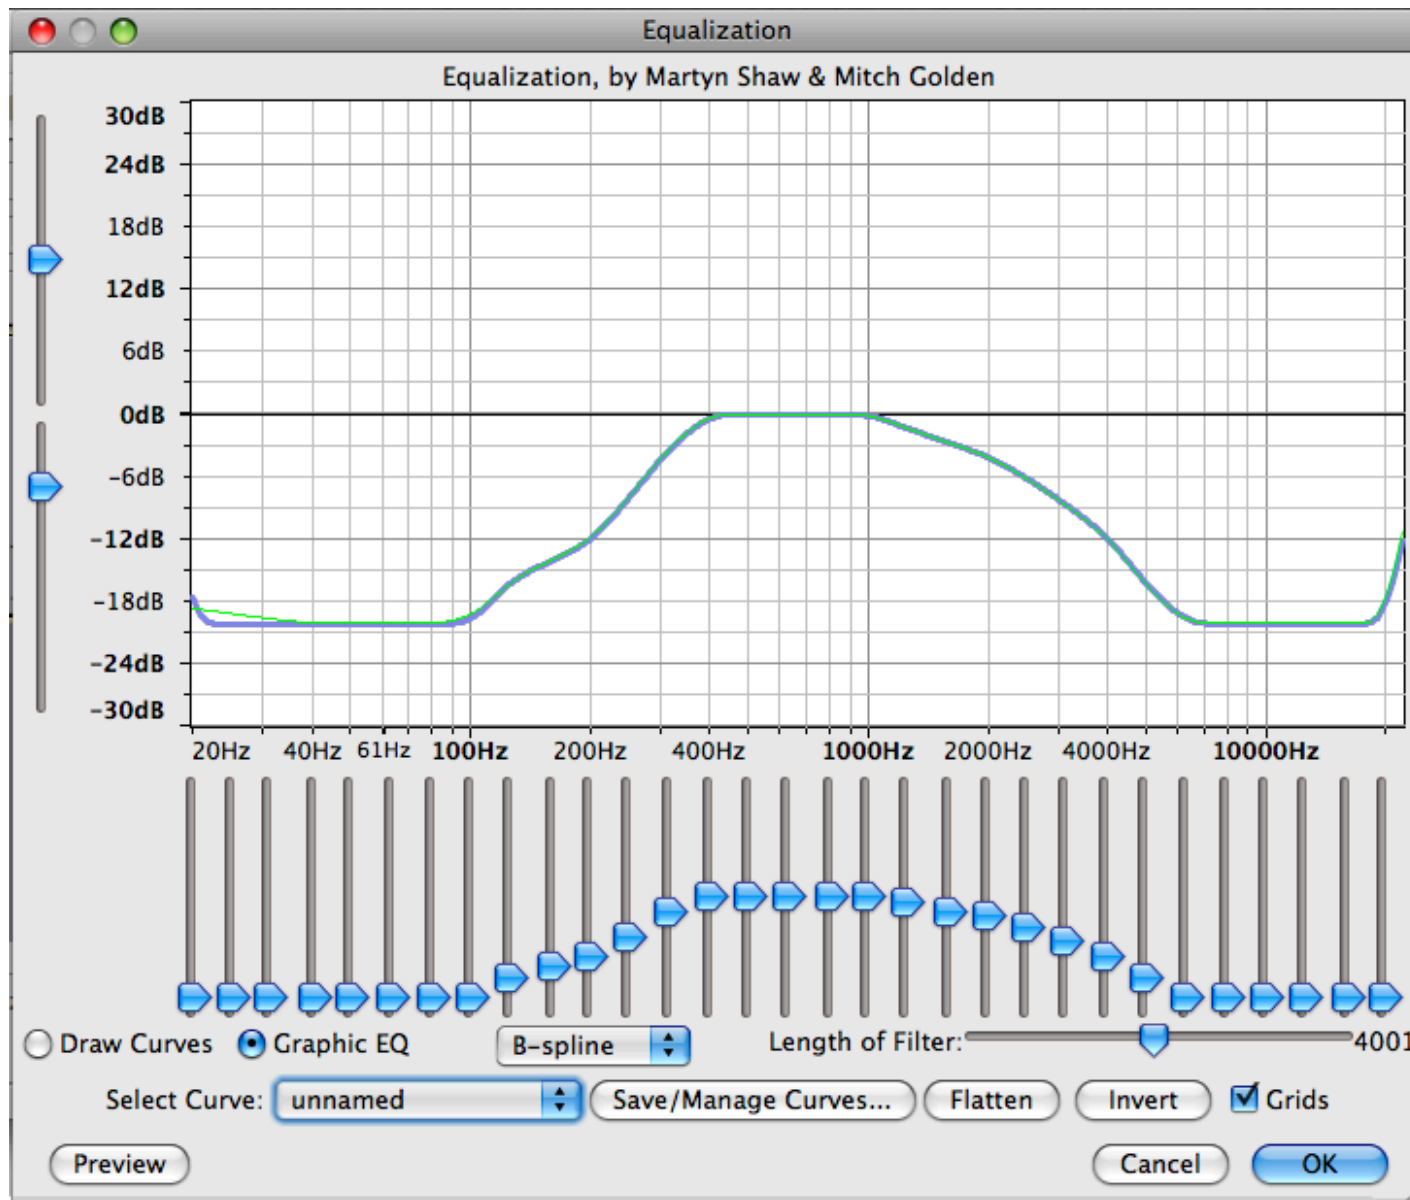 Equalization
Equalization, by Martyn Shaw & Mitch Golden
30dB
24dB
18dB
12dB
6dB
0dB
-6dB
-12dB
-18dB
-24dB
-30dB
20Hz 40Hz 61Hz 100Hz 200Hz 400Hz 1000Hz 2000Hz 4000Hz 10000Hz
Draw Curves Graphic EQ B-spline Length of Filter: 4001
Select Curve: unnamed Save/Manage Curves... Flatten Invert Grids
Preview Cancel OK